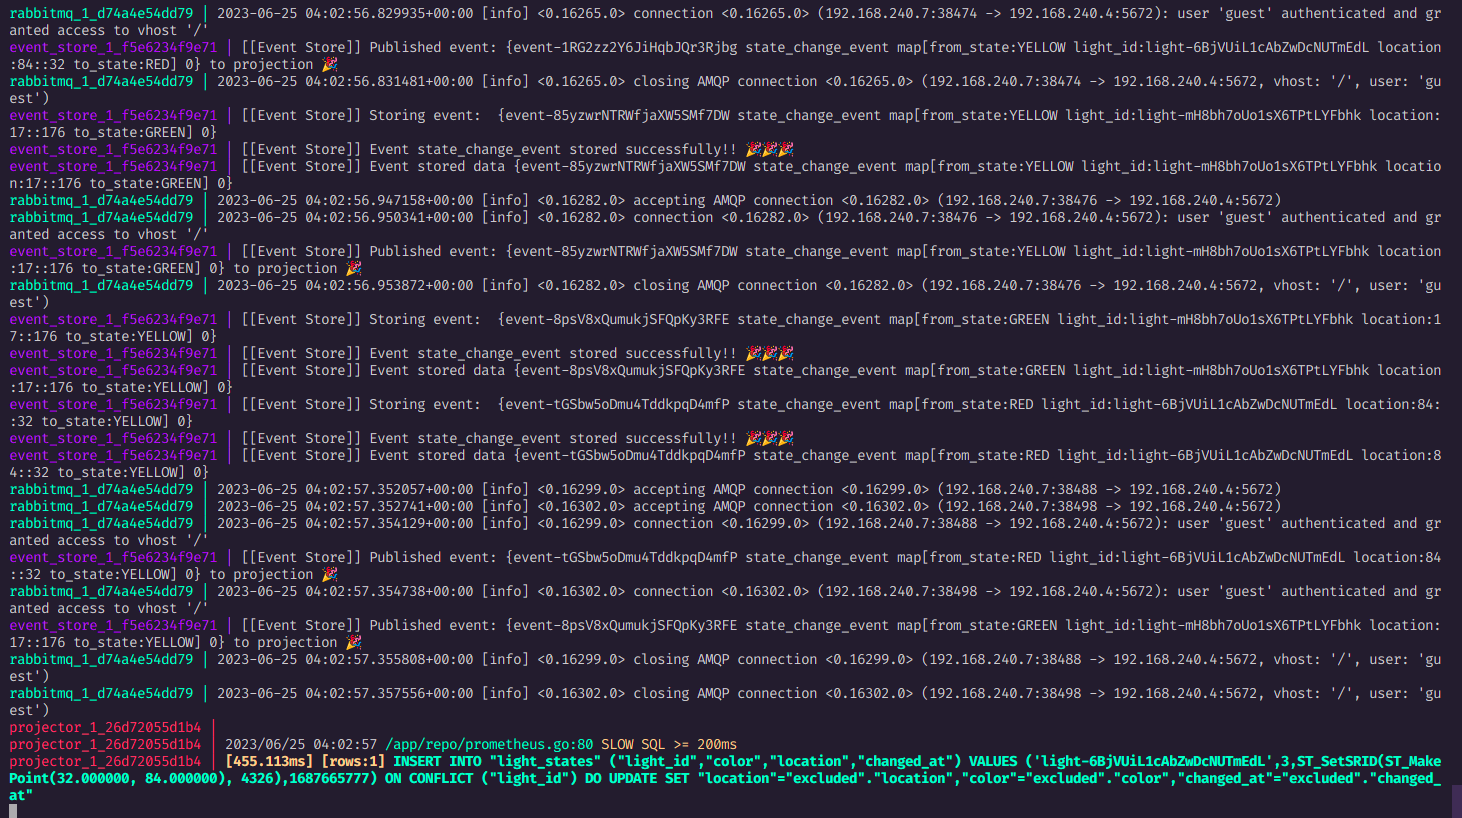 rabbitmq_1_d74a4e54dd79 | 2023-06-25 04:02:56.829935+00:00 [info] <0.16265.0> connection <0.16265.0> (192.168.240.7:38474 -> 192.168.240.4:5672): user 'guest' authenticated and gr
anted access to vhost '/'
event_store_1_f5e6234f9e71 | [[Event Store]] Published event: {event-1RG2zz2Y6JiHqbJQr3Rjbg state_change_event map[from_state:YELLOW light_id:light-6BjVUiL1cAbZwDcNUTmEdL location
:84::32 to_state:RED] 0} to projection 🎉
rabbitmq_1_d74a4e54dd79 | 2023-06-25 04:02:56.831481+00:00 [info] <0.16265.0> closing AMQP connection <0.16265.0> (192.168.240.7:38474 -> 192.168.240.4:5672, vhost: '/', user: 'gu
est')
event_store_1_f5e6234f9e71 | [[Event Store]] Storing event:  {event-85yzwrNTRWfjaXW5SMf7DW state_change_event map[from_state:YELLOW light_id:light-mH8bh7oUo1sX6TPtLYFbhk location:
17::176 to_state:GREEN] 0}
event_store_1_f5e6234f9e71 | [[Event Store]] Event state_change_event stored successfully!! 🎉🎉🎉
event_store_1_f5e6234f9e71 | [[Event Store]] Event stored data {event-85yzwrNTRWfjaXW5SMf7DW state_change_event map[from_state:YELLOW light_id:light-mH8bh7oUo1sX6TPtLYFbhk locatio
n:17::176 to_state:GREEN] 0}
rabbitmq_1_d74a4e54dd79 | 2023-06-25 04:02:56.947158+00:00 [info] <0.16282.0> accepting AMQP connection <0.16282.0> (192.168.240.7:38476 -> 192.168.240.4:5672)
rabbitmq_1_d74a4e54dd79 | 2023-06-25 04:02:56.950341+00:00 [info] <0.16282.0> connection <0.16282.0> (192.168.240.7:38476 -> 192.168.240.4:5672): user 'guest' authenticated and gr
anted access to vhost '/'
event_store_1_f5e6234f9e71 | [[Event Store]] Published event: {event-85yzwrNTRWfjaXW5SMf7DW state_change_event map[from_state:YELLOW light_id:light-mH8bh7oUo1sX6TPtLYFbhk location
:17::176 to_state:GREEN] 0} to projection 🎉
rabbitmq_1_d74a4e54dd79 | 2023-06-25 04:02:56.953872+00:00 [info] <0.16282.0> closing AMQP connection <0.16282.0> (192.168.240.7:38476 -> 192.168.240.4:5672, vhost: '/', user: 'gu
est')
event_store_1_f5e6234f9e71 | [[Event Store]] Storing event:  {event-8psV8xQumukjSFQpKy3RFE state_change_event map[from_state:GREEN light_id:light-mH8bh7oUo1sX6TPtLYFbhk location:1
7::176 to_state:YELLOW] 0}
event_store_1_f5e6234f9e71 | [[Event Store]] Event state_change_event stored successfully!! 🎉🎉🎉
event_store_1_f5e6234f9e71 | [[Event Store]] Event stored data {event-8psV8xQumukjSFQpKy3RFE state_change_event map[from_state:GREEN light_id:light-mH8bh7oUo1sX6TPtLYFbhk location
:17::176 to_state:YELLOW] 0}
event_store_1_f5e6234f9e71 | [[Event Store]] Storing event:  {event-tGSbw5oDmu4TddkpqD4mfP state_change_event map[from_state:RED light_id:light-6BjVUiL1cAbZwDcNUTmEdL location:84:
:32 to_state:YELLOW] 0}
event_store_1_f5e6234f9e71 | [[Event Store]] Event state_change_event stored successfully!! 🎉🎉🎉
event_store_1_f5e6234f9e71 | [[Event Store]] Event stored data {event-tGSbw5oDmu4TddkpqD4mfP state_change_event map[from_state:RED light_id:light-6BjVUiL1cAbZwDcNUTmEdL location:8
4::32 to_state:YELLOW] 0}
rabbitmq_1_d74a4e54dd79 | 2023-06-25 04:02:57.352057+00:00 [info] <0.16299.0> accepting AMQP connection <0.16299.0> (192.168.240.7:38488 -> 192.168.240.4:5672)
rabbitmq_1_d74a4e54dd79 | 2023-06-25 04:02:57.352741+00:00 [info] <0.16302.0> accepting AMQP connection <0.16302.0> (192.168.240.7:38498 -> 192.168.240.4:5672)
rabbitmq_1_d74a4e54dd79 | 2023-06-25 04:02:57.354129+00:00 [info] <0.16299.0> connection <0.16299.0> (192.168.240.7:38488 -> 192.168.240.4:5672): user 'guest' authenticated and gr
anted access to vhost '/'
event_store_1_f5e6234f9e71 | [[Event Store]] Published event: {event-tGSbw5oDmu4TddkpqD4mfP state_change_event map[from_state:RED light_id:light-6BjVUiL1cAbZwDcNUTmEdL location:84
::32 to_state:YELLOW] 0} to projection 🎉
rabbitmq_1_d74a4e54dd79 | 2023-06-25 04:02:57.354738+00:00 [info] <0.16302.0> connection <0.16302.0> (192.168.240.7:38498 -> 192.168.240.4:5672): user 'guest' authenticated and gr
anted access to vhost '/'
event_store_1_f5e6234f9e71 | [[Event Store]] Published event: {event-8psV8xQumukjSFQpKy3RFE state_change_event map[from_state:GREEN light_id:light-mH8bh7oUo1sX6TPtLYFbhk location:
17::176 to_state:YELLOW] 0} to projection 🎉
rabbitmq_1_d74a4e54dd79 | 2023-06-25 04:02:57.355808+00:00 [info] <0.16299.0> closing AMQP connection <0.16299.0> (192.168.240.7:38488 -> 192.168.240.4:5672, vhost: '/', user: 'gu
est')
rabbitmq_1_d74a4e54dd79 | 2023-06-25 04:02:57.357556+00:00 [info] <0.16302.0> closing AMQP connection <0.16302.0> (192.168.240.7:38498 -> 192.168.240.4:5672, vhost: '/', user: 'gu
est')
projector_1_26d72055d1b4 |
projector_1_26d72055d1b4 | 2023/06/25 04:02:57 /app/repo/prometheus.go:80 SLOW SQL >= 200ms
projector_1_26d72055d1b4 | [455.113ms] [rows:1] INSERT INTO "light_states" ("light_id","color","location","changed_at") VALUES ('light-6BjVUiL1cAbZwDcNUTmEdL',3,ST_SetSRID(ST_Make
Point(32.000000, 84.000000), 4326),1687665777) ON CONFLICT ("light_id") DO UPDATE SET "location"="excluded"."location","color"="excluded"."color","changed_at"="excluded"."changed_
at"